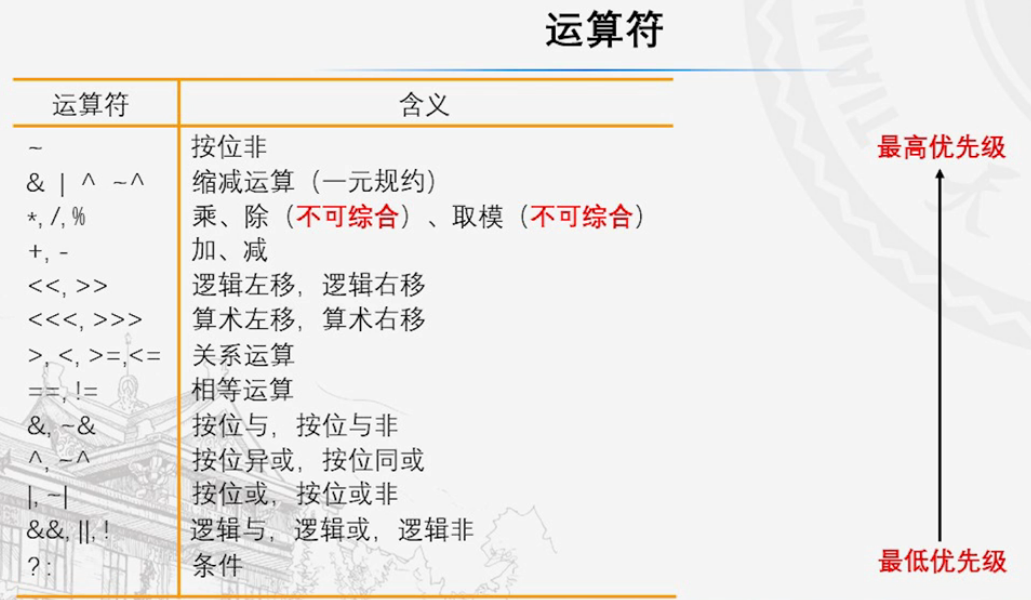 运算符
运算符 含义
~ 按位非
& | ^ ~^ 缩减运算（一元规约）
*, /, % 乘、除（不可综合）、取模（不可综合）
+, - 加、减
<<, >> 逻辑左移，逻辑右移
<<<, >>> 算术左移，算术右移
>, <, >=,<= 关系运算
==, != 相等运算
&, ~& 按位与，按位与非
^, ~^ 按位异或，按位同或
|, ~| 按位或，按位或非
&&, ||, ! 逻辑与，逻辑或，逻辑非
? : 条件
最高优先级
最低优先级
TIAN